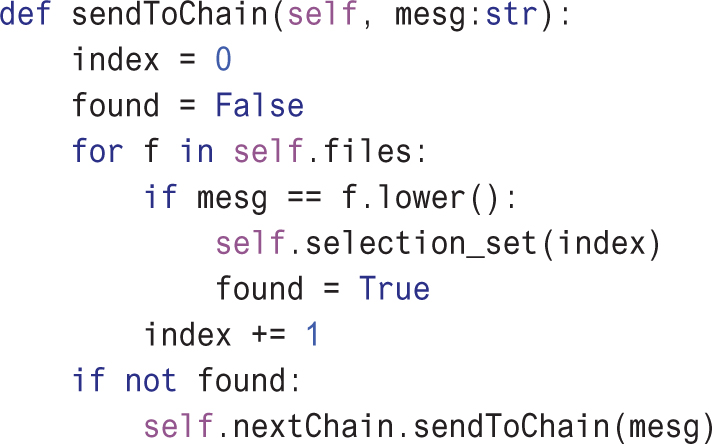 def sendToChain(self, mesg:str):
    index = 0
    found = False
    for f in self.files:
        if mesg == f.lower():
            self.selection_set(index)
            found = True
        index += 1
    if not found:
        self.nextChain.sendToChain(mesg)